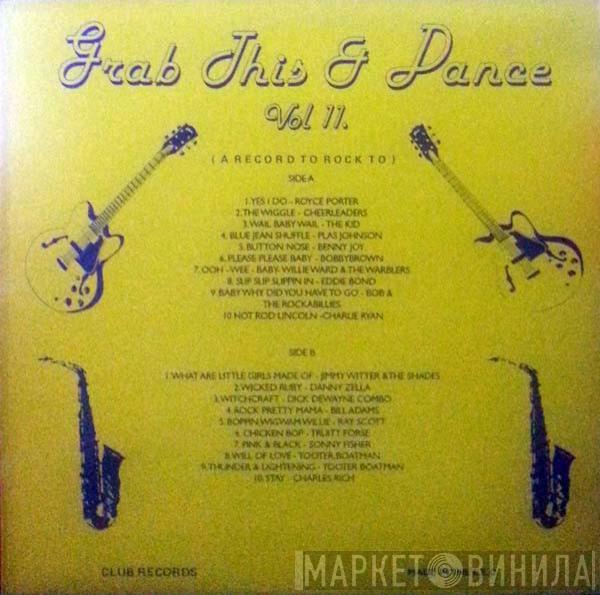 Grab This & Dance
Vol 11.
( A RECORD TO ROCK TO )
SIDE A
1. YES I DO - ROYCE PORTER
2. THE WIGGLE - CHEERLEADERS
3. WAIL BABY WAIL - THE KID
4. BLUE JEAN SHUFFLE - PLAS JOHNSON
5. BUTTON NOSE - BENNY JOY
6. PLEASE PLEASE BABY - BOBBY BROWN
7. OOH - WEE - BABY- WILLIE WARD & THE WARBLERS
8. SLIP SLIP SLIPPIN IN - EDDIE BOND
9. BABY WHY DID YOU HAVE TO GO - BOB &
THE ROCKABILLIES
10 HOT ROD LINCOLN -CHARLIE RYAN
SIDE B
1. WHAT ARE LITTLE GIRLS MADE OF - JIMMY WITTER & THE SHADES
2. WICKED RUBY - DANNY ZELLA
3. WITCHCRAFT - DICK DEWAYNE COMBO
4. ROCK PRETTY MAMA - BILL ADAMS
5. BOPPIN WIGWAM WILLIE - RAY SCOTT
6. CHICKEN BOP - TRUITT FORSE
7. PINK & BLACK - SONNY FISHER
8. WILL OF LOVE - TOOTER BOATMAN
9. THUNDER & LIGHTENING - TOOTER BOATMAN
10. STAY - CHARLES RICH
CLUB RECORDS
МАРКЕТ ВИНИЛА